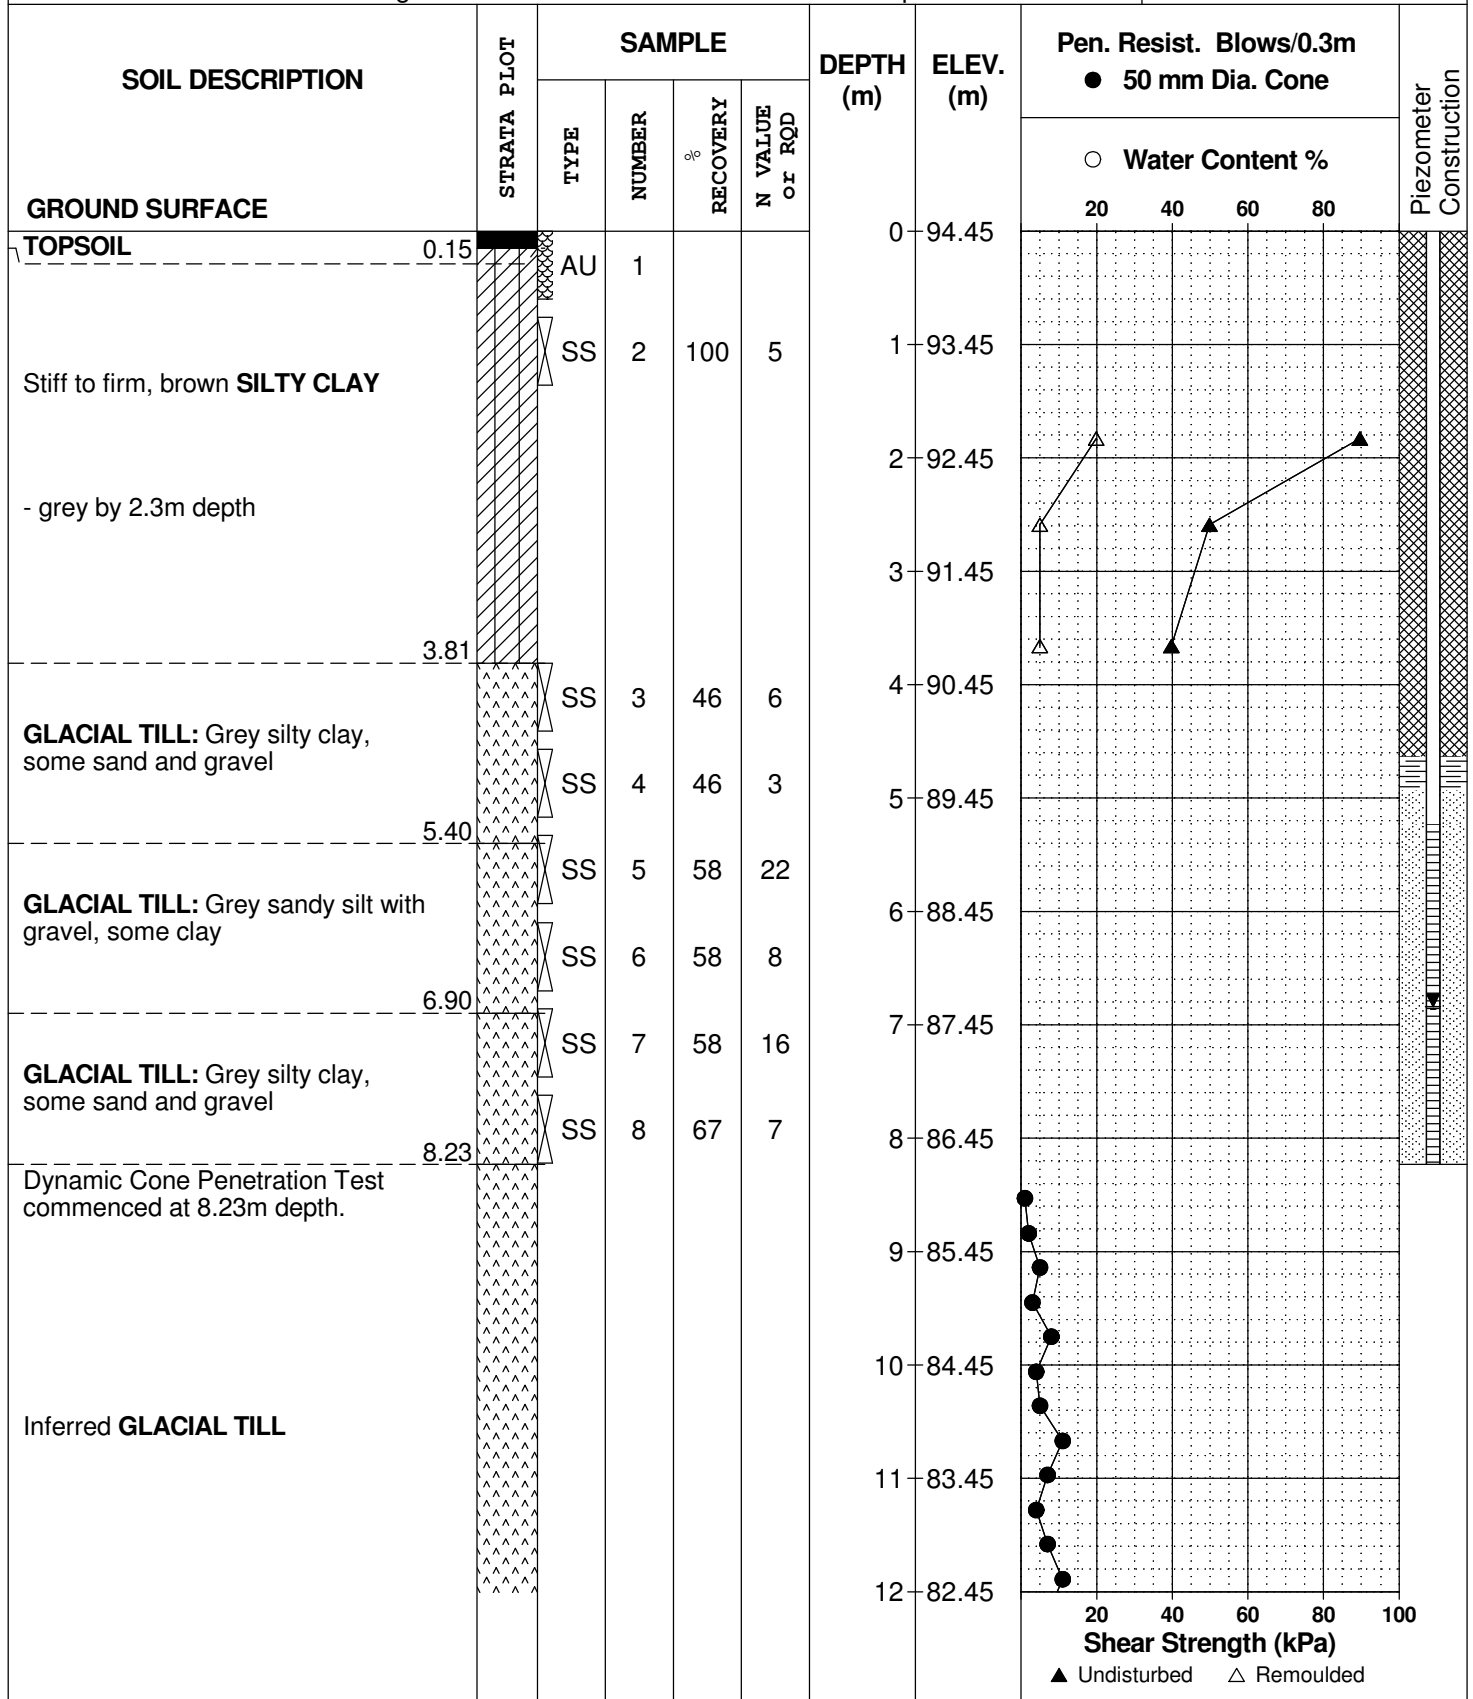 SOIL DESCRIPTION
GROUND SURFACE
STRATA PLOT
SAMPLE
TYPE
NUMBER
% RECOVERY
N VALUE or RQD
DEPTH (m)
ELEV. (m)
Pen. Resist. Blows/0.3m
● 50 mm Dia. Cone
○ Water Content %
20 40 60 80
Piezometer Construction
TOPSOIL 0.15
0 94.45
AU 1
SS 2 100 5
1 93.45
Stiff to firm, brown SILTY CLAY
2 92.45
- grey by 2.3m depth
3 91.45
3.81
4 90.45
SS 3 46 6
GLACIAL TILL: Grey silty clay,
some sand and gravel
SS 4 46 3
5 89.45
5.40
SS 5 58 22
GLACIAL TILL: Grey sandy silt with
gravel, some clay
6 88.45
SS 6 58 8
6.90
7 87.45
SS 7 58 16
GLACIAL TILL: Grey silty clay,
some sand and gravel
SS 8 67 7
8 86.45
8.23
Dynamic Cone Penetration Test
commenced at 8.23m depth.
9 85.45
10 84.45
Inferred GLACIAL TILL
11 83.45
12 82.45
20 40 60 80 100
Shear Strength (kPa)
▲ Undisturbed △ Remoulded